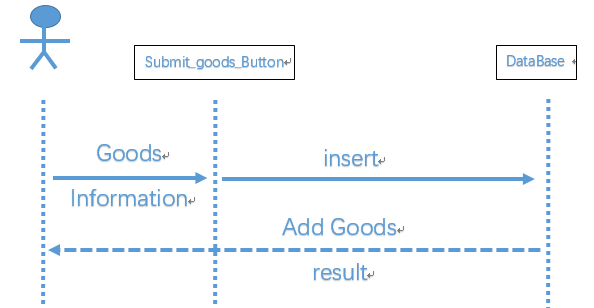 Submit_goods_Button
DataBase
Goods
Information
insert
Add Goods
result